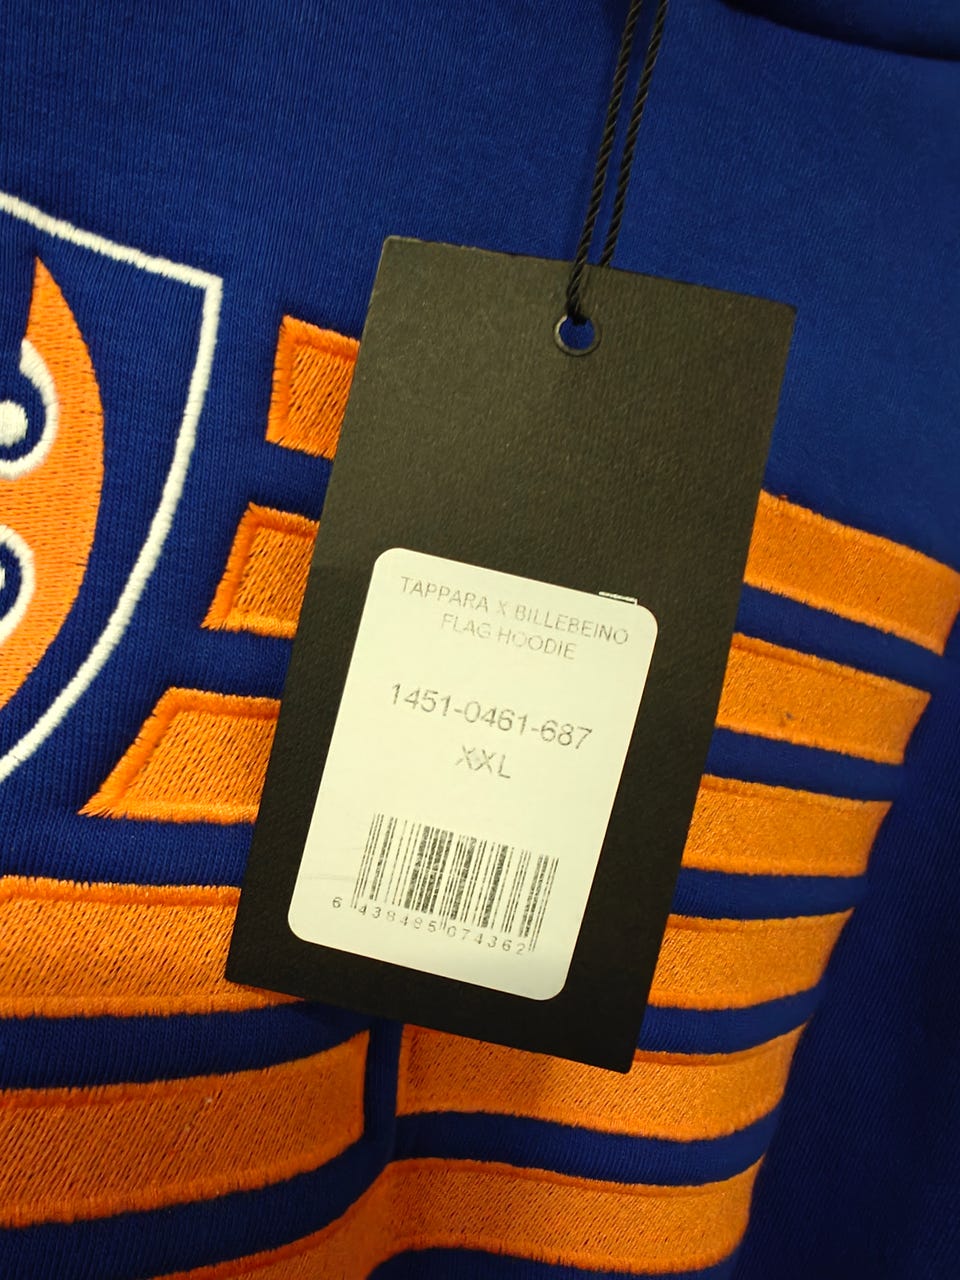 TAPPARA X BILLEBEINO
FLAG HOODIE
1451-0461-687
XXL
6 438485 074362